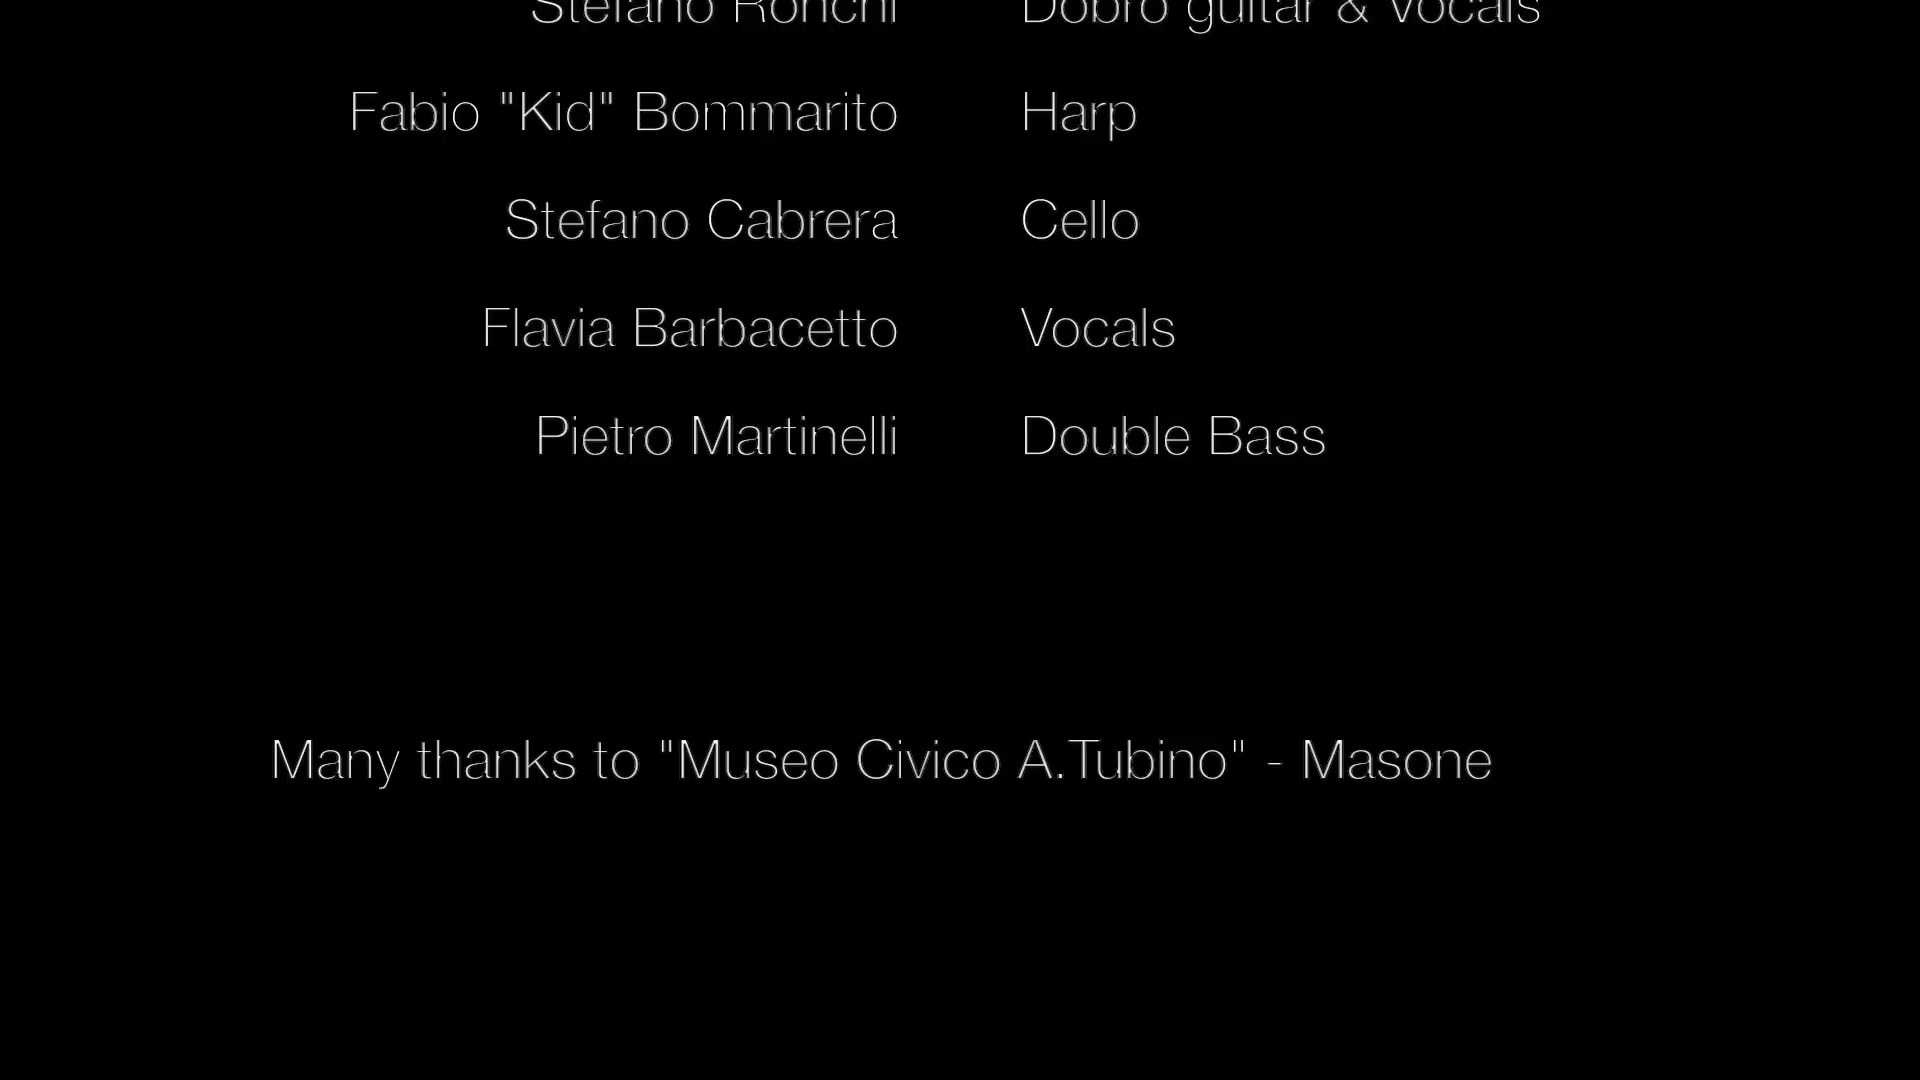 Stefano Ronchi Dobro guitar & Vocals
Fabio "Kid" Bommarito Harp
Stefano Cabrera Cello
Flavia Barbacetto Vocals
Pietro Martinelli Double Bass
Many thanks to "Museo Civico A.Tubino" - Masone